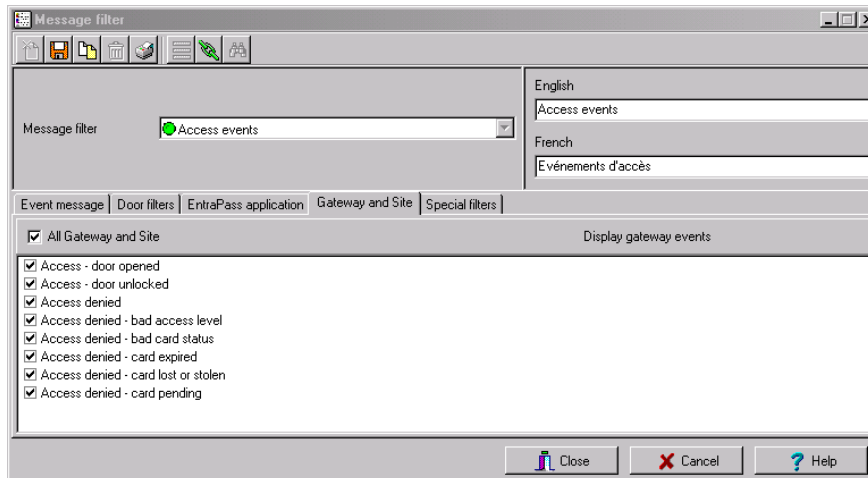 Message filter
English
Access events
Message filter
Access events
French
Evénements d'accès
Event message
Door filters
EntraPass application
Gateway and Site
Special filters
All Gateway and Site
Display gateway events
Access - door opened
Access - door unlocked
Access denied
Access denied - bad access level
Access denied - bad card status
Access denied - card expired
Access denied - card lost or stolen
Access denied - card pending
Close
Cancel
Help